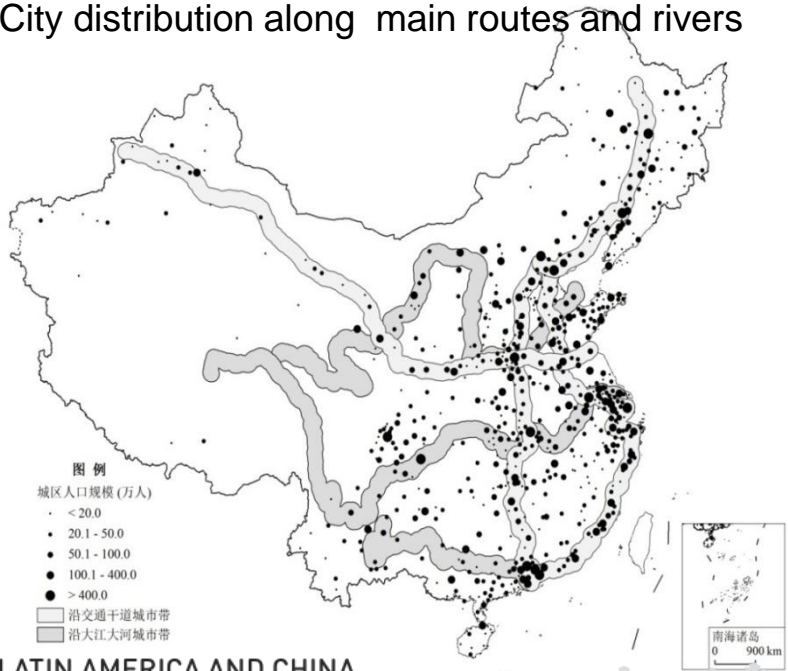 City distribution along main routes and rivers
图 例
城区人口规模 (万人)
< 20.0
20.1 - 50.0
50.1 - 100.0
100.1 - 400.0
> 400.0
沿交通干道城市带
沿大江大河城市带
南海诸岛
0 900 km
LATIN AMERICA AND CHINA